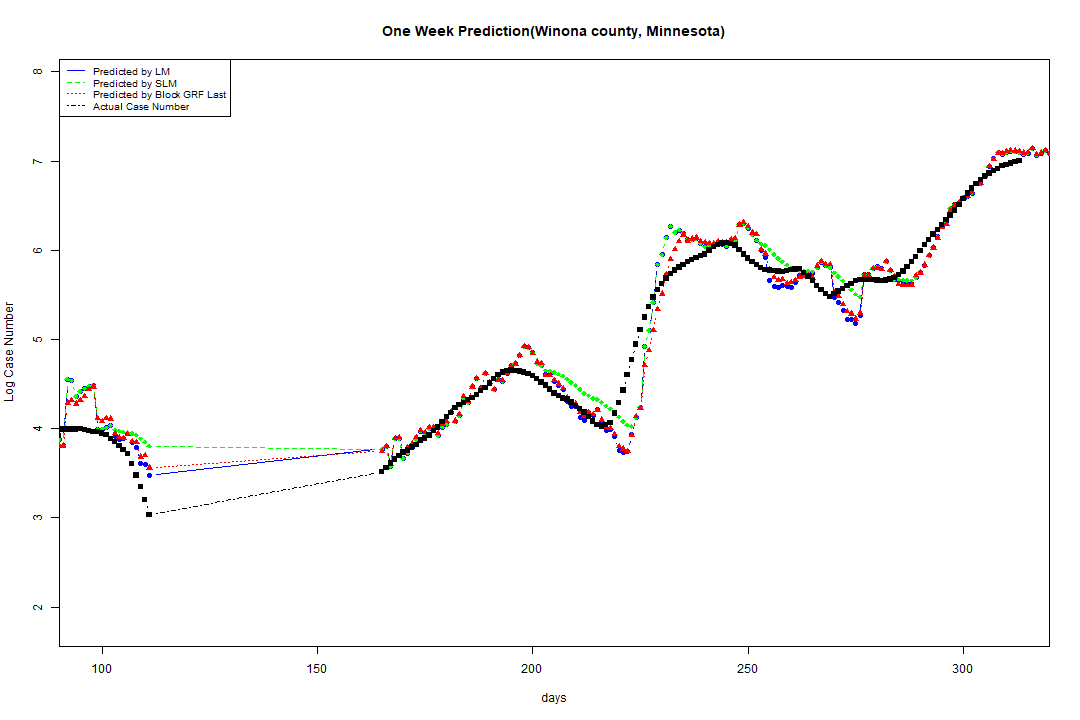 One Week Prediction(Winona county, Minnesota)
Predicted by LM
Predicted by SLM
Predicted by Block GRF Last
Actual Case Number
8
7
6
5
4
3
2
Log Case Number
100 150 200 250 300
days